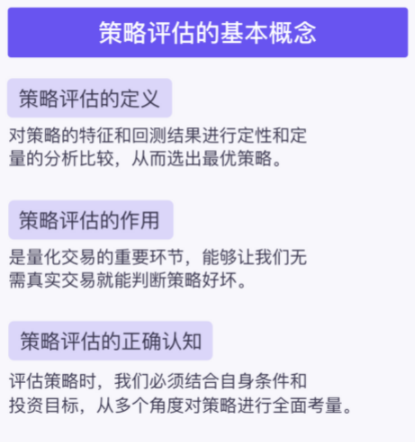 策略评估的基本概念
策略评估的定义
对策略的特征和回测结果进行定性和定
量的分析比较，从而选出最优策略。
策略评估的作用
是量化交易的重要环节，能够让我们无
需真实交易就能判断策略好坏。
策略评估的正确认知
评估策略时，我们必须结合自身条件和
投资目标，从多个角度对策略进行全面考量。